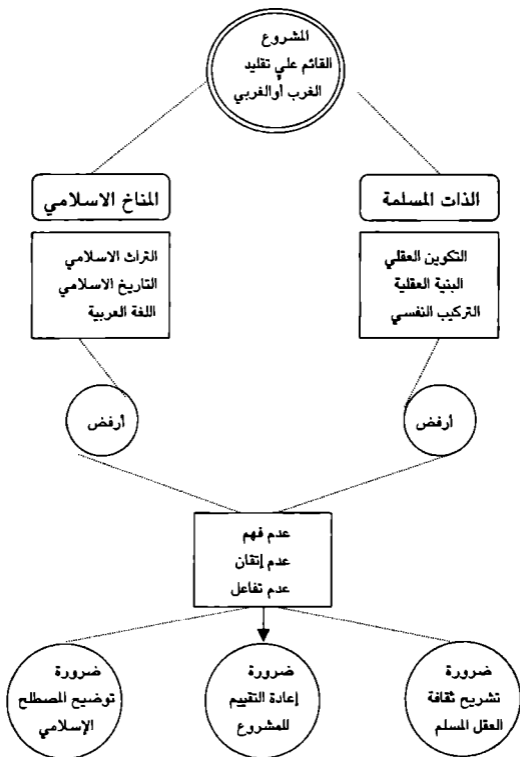 المشروع
القائم على تقليد
الغرب أوالغربي
الذات المسلمة
المناخ الاسلامي
التكوين العقلي
البنية العقلية
التركيب النفسي
التراث الاسلامي
التاريخ الاسلامي
اللغة العربية
أرفض
أرفض
عدم فهم
عدم إتقان
عدم تفاعل
ضرورة
تشريح ثقافة
العقل المسلم
ضرورة
إعادة التقييم
للمشروع
ضرورة
توضيح المصطلح
الإسلامي